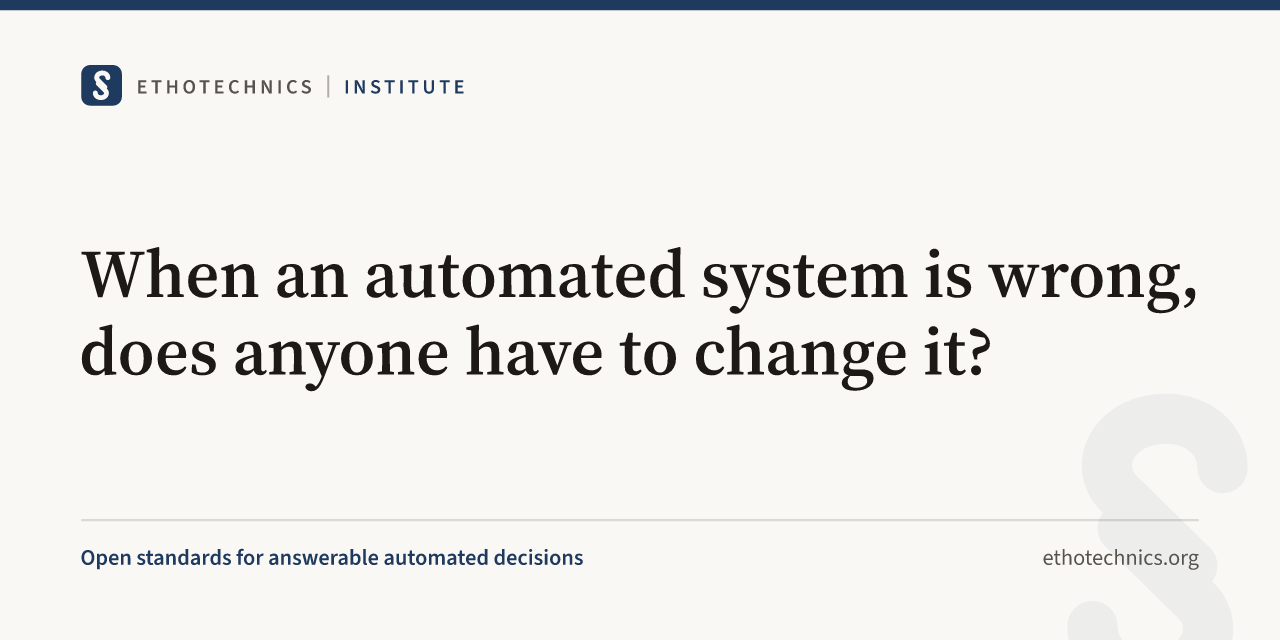 ETHOTECHNICS | INSTITUTE
When an automated system is wrong,
does anyone have to change it?
Open standards for answerable automated decisions
ethotechnics.org